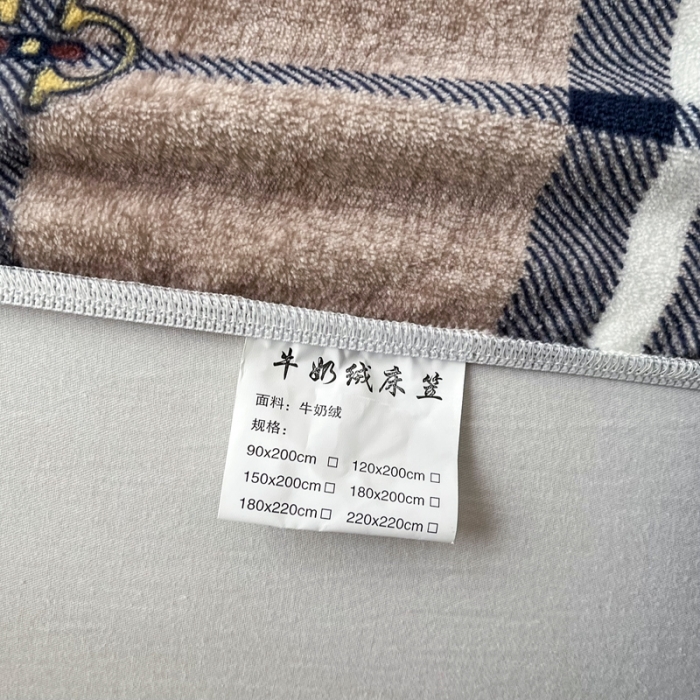 牛奶绒床笠
面料：牛奶绒
规格：
90x200cm □ 120x200cm □
150x200cm □ 180x200cm □
180x220cm □ 220x220cm □